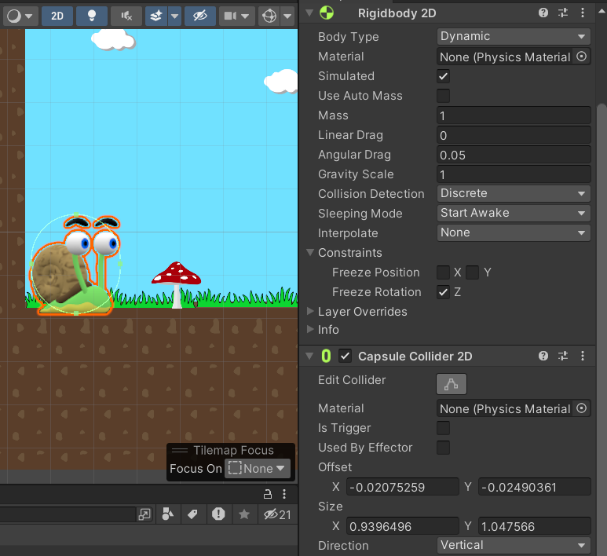 2D
Tilemap Focus
Focus On None
21
Rigidbody 2D
Body Type Dynamic
Material None (Physics Material
Simulated
Use Auto Mass
Mass 1
Linear Drag 0
Angular Drag 0.05
Gravity Scale 1
Collision Detection Discrete
Sleeping Mode Start Awake
Interpolate None
Constraints
Freeze Position X Y
Freeze Rotation Z
Layer Overrides
Info
Capsule Collider 2D
Edit Collider
Material None (Physics Material
Is Trigger
Used By Effector
Offset
X -0.02075259 Y -0.02490361
Size
X 0.9396496 Y 1.047566
Direction Vertical